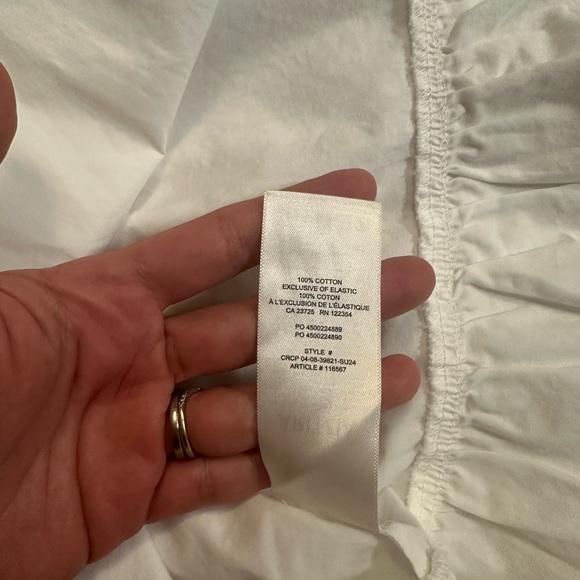 100% COTTON
EXCLUSIVE OF ELASTIC
100% COTON
À L'EXCLUSION DE L'ÉLASTIQUE
CA 23725 RN 122354
PO 4500224889
PO 4500224890
STYLE #
CRCP 04-08-39821-SU24
ARTICLE # 116567